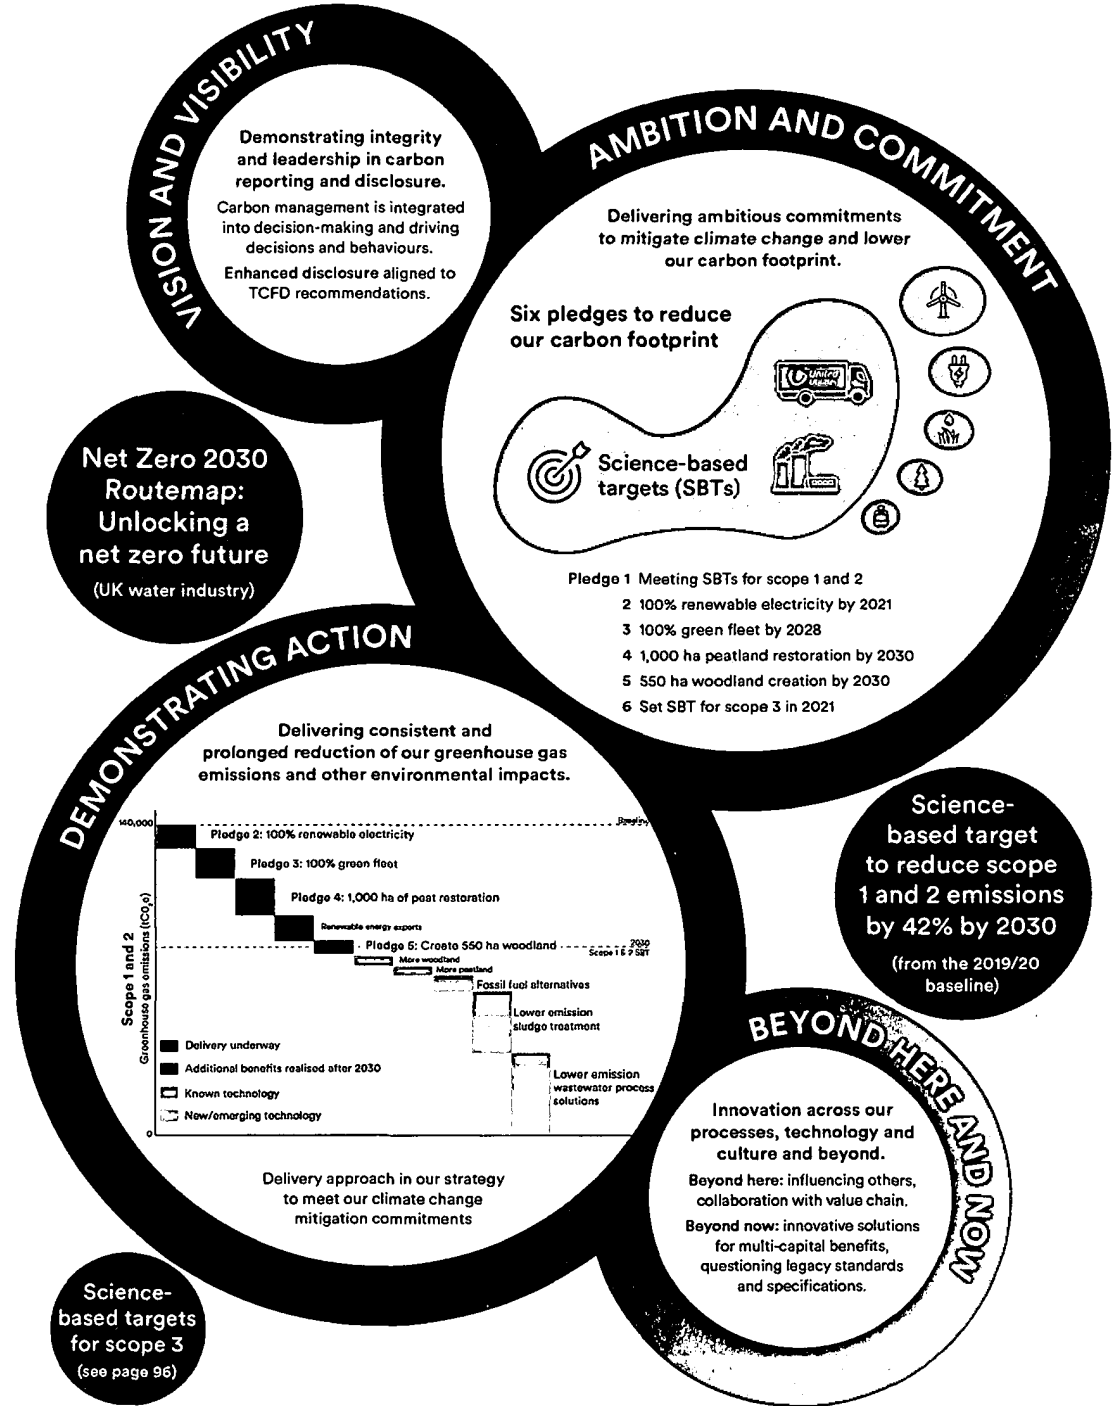 VISION AND VISIBILITY
Demonstrating integrity
and leadership in carbon
reporting and disclosure.
Carbon management is integrated
into decision-making and driving
decisions and behaviours.
Enhanced disclosure aligned to
TCFD recommendations.
AMBITION AND COMMITMENT
Delivering ambitious commitments
to mitigate climate change and lower
our carbon footprint.
Six pledges to reduce
our carbon footprint
United
Utilities
Science-based
targets (SBTs)
Pledge 1 Meeting SBTs for scope 1 and 2
2 100% renewable electricity by 2021
3 100% green fleet by 2028
4 1,000 ha peatland restoration by 2030
5 550 ha woodland creation by 2030
6 Set SBT for scope 3 in 2021
Net Zero 2030
Routemap:
Unlocking a
net zero future
(UK water industry)
DEMONSTRATING ACTION
Delivering consistent and
prolonged reduction of our greenhouse gas
emissions and other environmental impacts.
140,000
Baseline
Pledge 2: 100% renewable electricity
Pledge 3: 100% green fleet
Pledge 4: 1,000 ha of peat restoration
Renewable energy exports
Pledge 5: Create 550 ha woodland
2030
Scope 1 & 2 SBT
More woodland
More peatland
Fossil fuel alternatives
Lower emission
sludge treatment
Lower emission
wastewater process
solutions
Scope 1 and 2
Greenhouse gas emissions (tCO₂e)
Delivery underway
Additional benefits realised after 2030
Known technology
New/emerging technology
0
Delivery approach in our strategy
to meet our climate change
mitigation commitments
Science-
based target
to reduce scope
1 and 2 emissions
by 42% by 2030
(from the 2019/20
baseline)
BEYOND HERE AND NOW
Innovation across our
processes, technology and
culture and beyond.
Beyond here: influencing others,
collaboration with value chain.
Beyond now: innovative solutions
for multi-capital benefits,
questioning legacy standards
and specifications.
Science-
based targets
for scope 3
(see page 96)